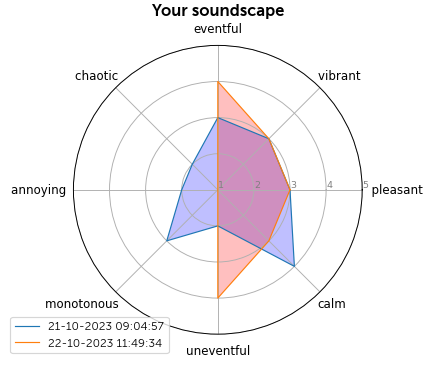 Your soundscape
eventful
chaotic
vibrant
annoying
1 2 3 4 5
pleasant
monotonous
calm
uneventful
21-10-2023 09:04:57
22-10-2023 11:49:34